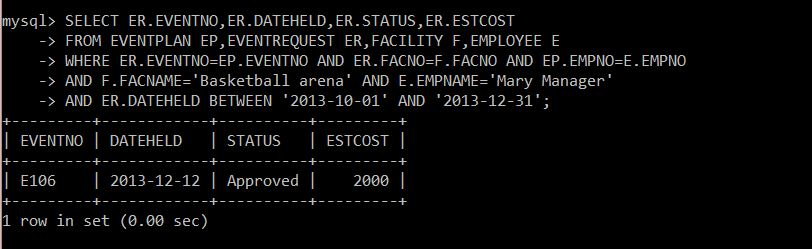 mysql> SELECT ER.EVENTNO,ER.DATEHELD,ER.STATUS,ER.ESTCOST
    -> FROM EVENTPLAN EP,EVENTREQUEST ER,FACILITY F,EMPLOYEE E
    -> WHERE ER.EVENTNO=EP.EVENTNO AND ER.FACNO=F.FACNO AND EP.EMPNO=E.EMPNO
    -> AND F.FACNAME='Basketball arena' AND E.EMPNAME='Mary Manager'
    -> AND ER.DATEHELD BETWEEN '2013-10-01' AND '2013-12-31';
+---------+------------+----------+---------+
| EVENTNO | DATEHELD   | STATUS   | ESTCOST |
+---------+------------+----------+---------+
| E106    | 2013-12-12 | Approved |    2000 |
+---------+------------+----------+---------+
1 row in set (0.00 sec)